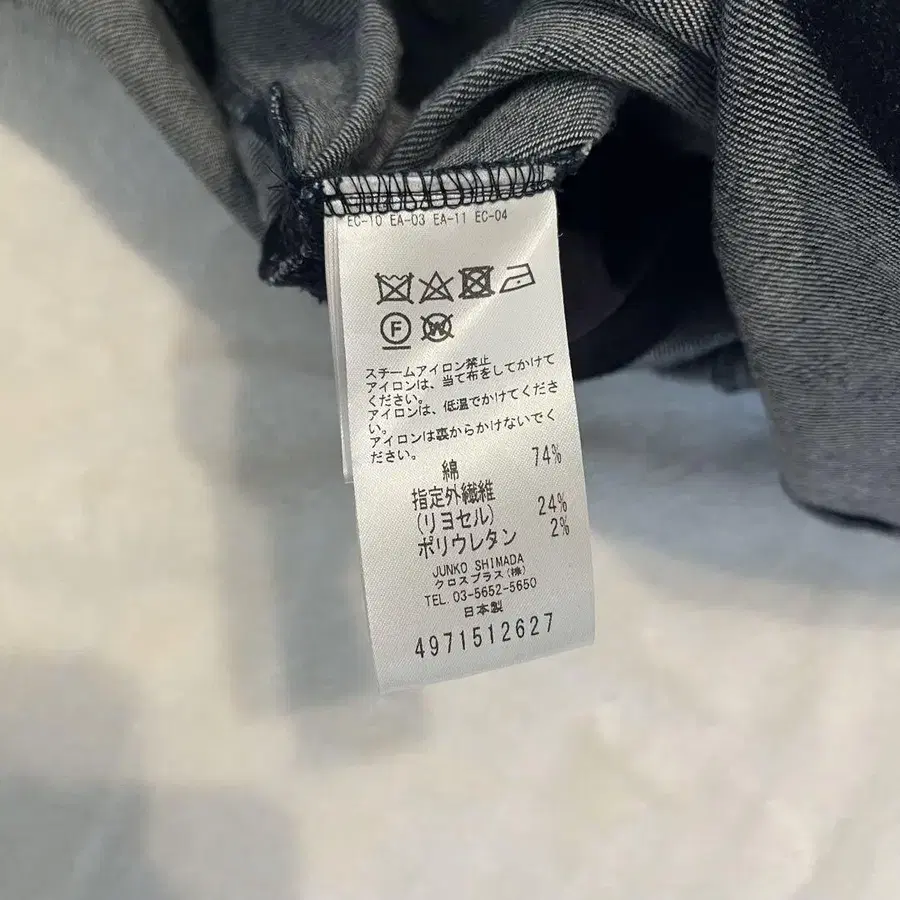 EC-10 EA-03 EA-11 EC-04
F W
スチームアイロン禁止
アイロンは、当て布をしてかけて
ください。
アイロンは、低温でかけてくださ
い。
アイロンは裏からかけないでく
ださい。
綿 74%
指定外繊維
(リヨセル) 24%
ポリウレタン 2%
JUNKO SHIMADA
クロスプラス(株)
TEL.03-5652-5650
日本製
4971512627